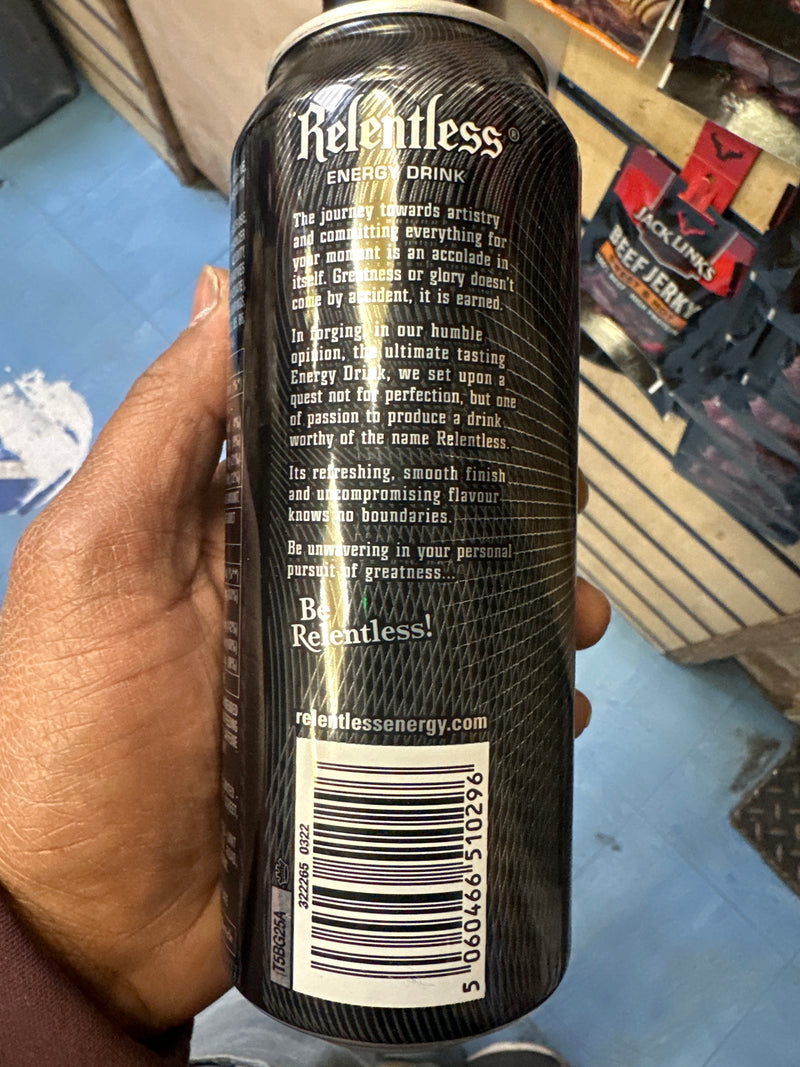 Relentless®
ENERGY DRINK
The journey towards artistry
and committing everything for
your moment is an accolade in
itself. Greatness or glory doesn't
come by accident, it is earned.
In forging in our humble
opinion, the ultimate tasting
Energy Drink, we set upon a
quest not for perfection, but one
of passion to produce a drink
worthy of the name Relentless.
Its refreshing, smooth finish
and uncompromising flavour
knows no boundaries.
Be unwavering in your personal
pursuit of greatness...
Be
Relentless!
relentlessenergy.com
322265 0322
5 060466 510296
T5BG25A
JACK LINK'S
BEEF JERKY